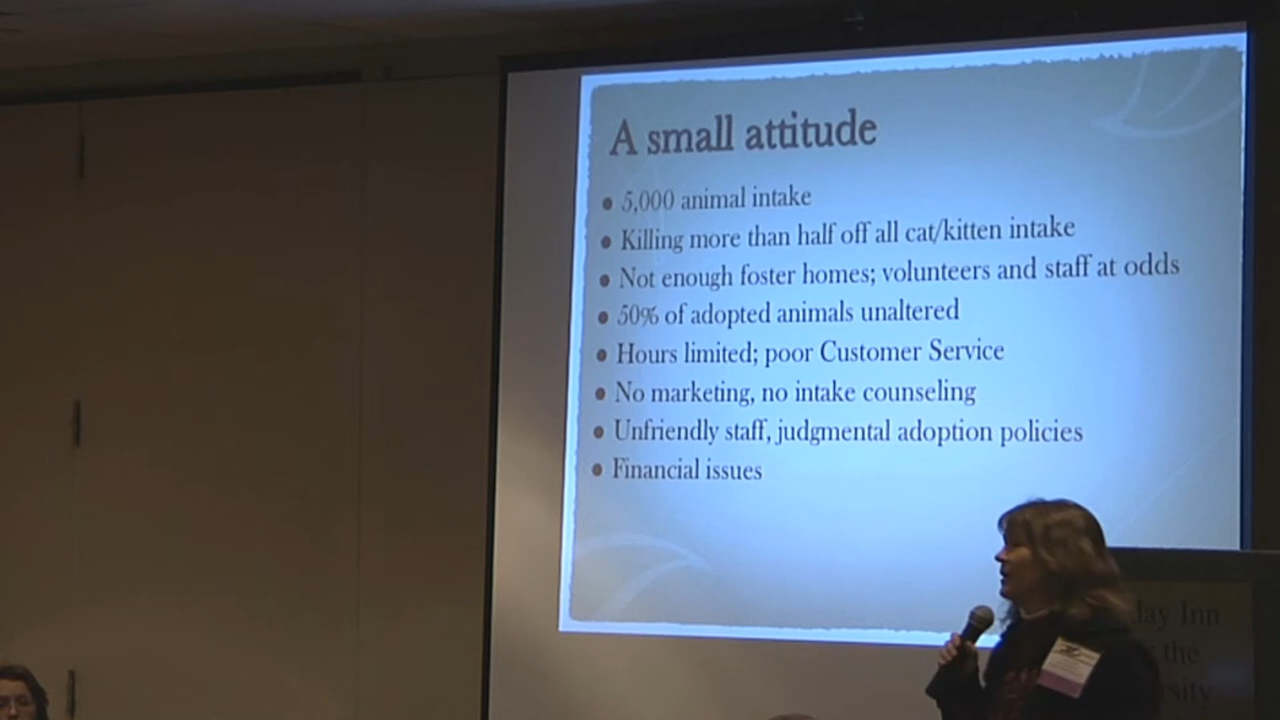 A small attitude
• 5,000 animal intake
• Killing more than half off all cat/kitten intake
• Not enough foster homes; volunteers and staff at odds
• 50% of adopted animals unaltered
• Hours limited; poor Customer Service
• No marketing, no intake counseling
• Unfriendly staff, judgmental adoption policies
• Financial issues
Inn
the